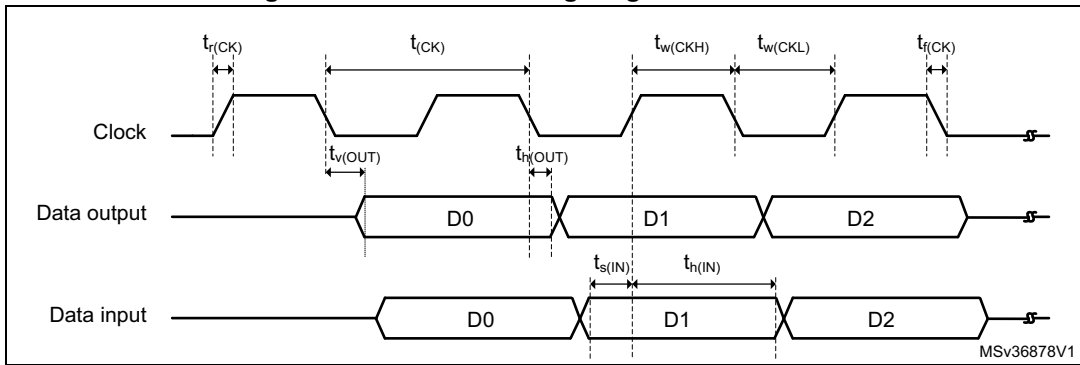 tr(CK) t(CK) tw(CKH) tw(CKL) tf(CK)
Clock
tv(OUT) th(OUT)
Data output D0 D1 D2
ts(IN) th(IN)
Data input D0 D1 D2
MSv36878V1